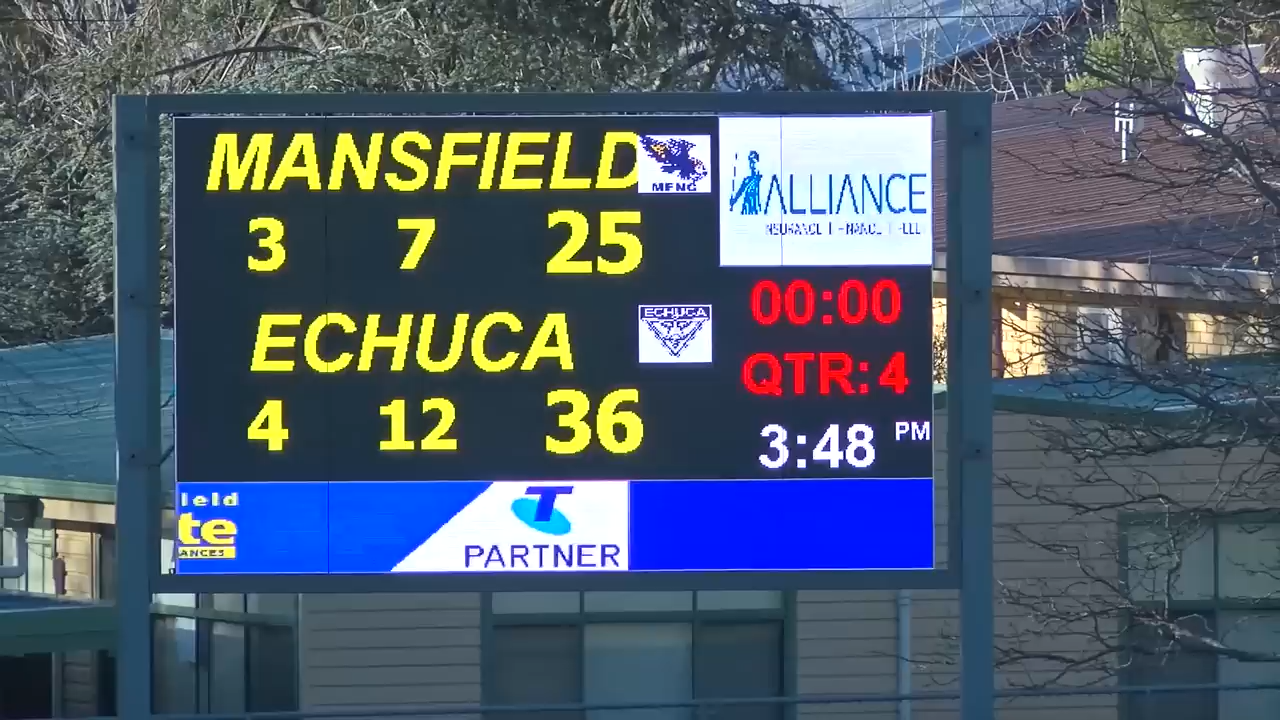 MANSFIELD
MFNC
3 7 25
ECHUCA
ECHUCA
4 12 36
ALLIANCE
00:00
QTR:4
3:48 PM
ield
te
ANCES
T
PARTNER